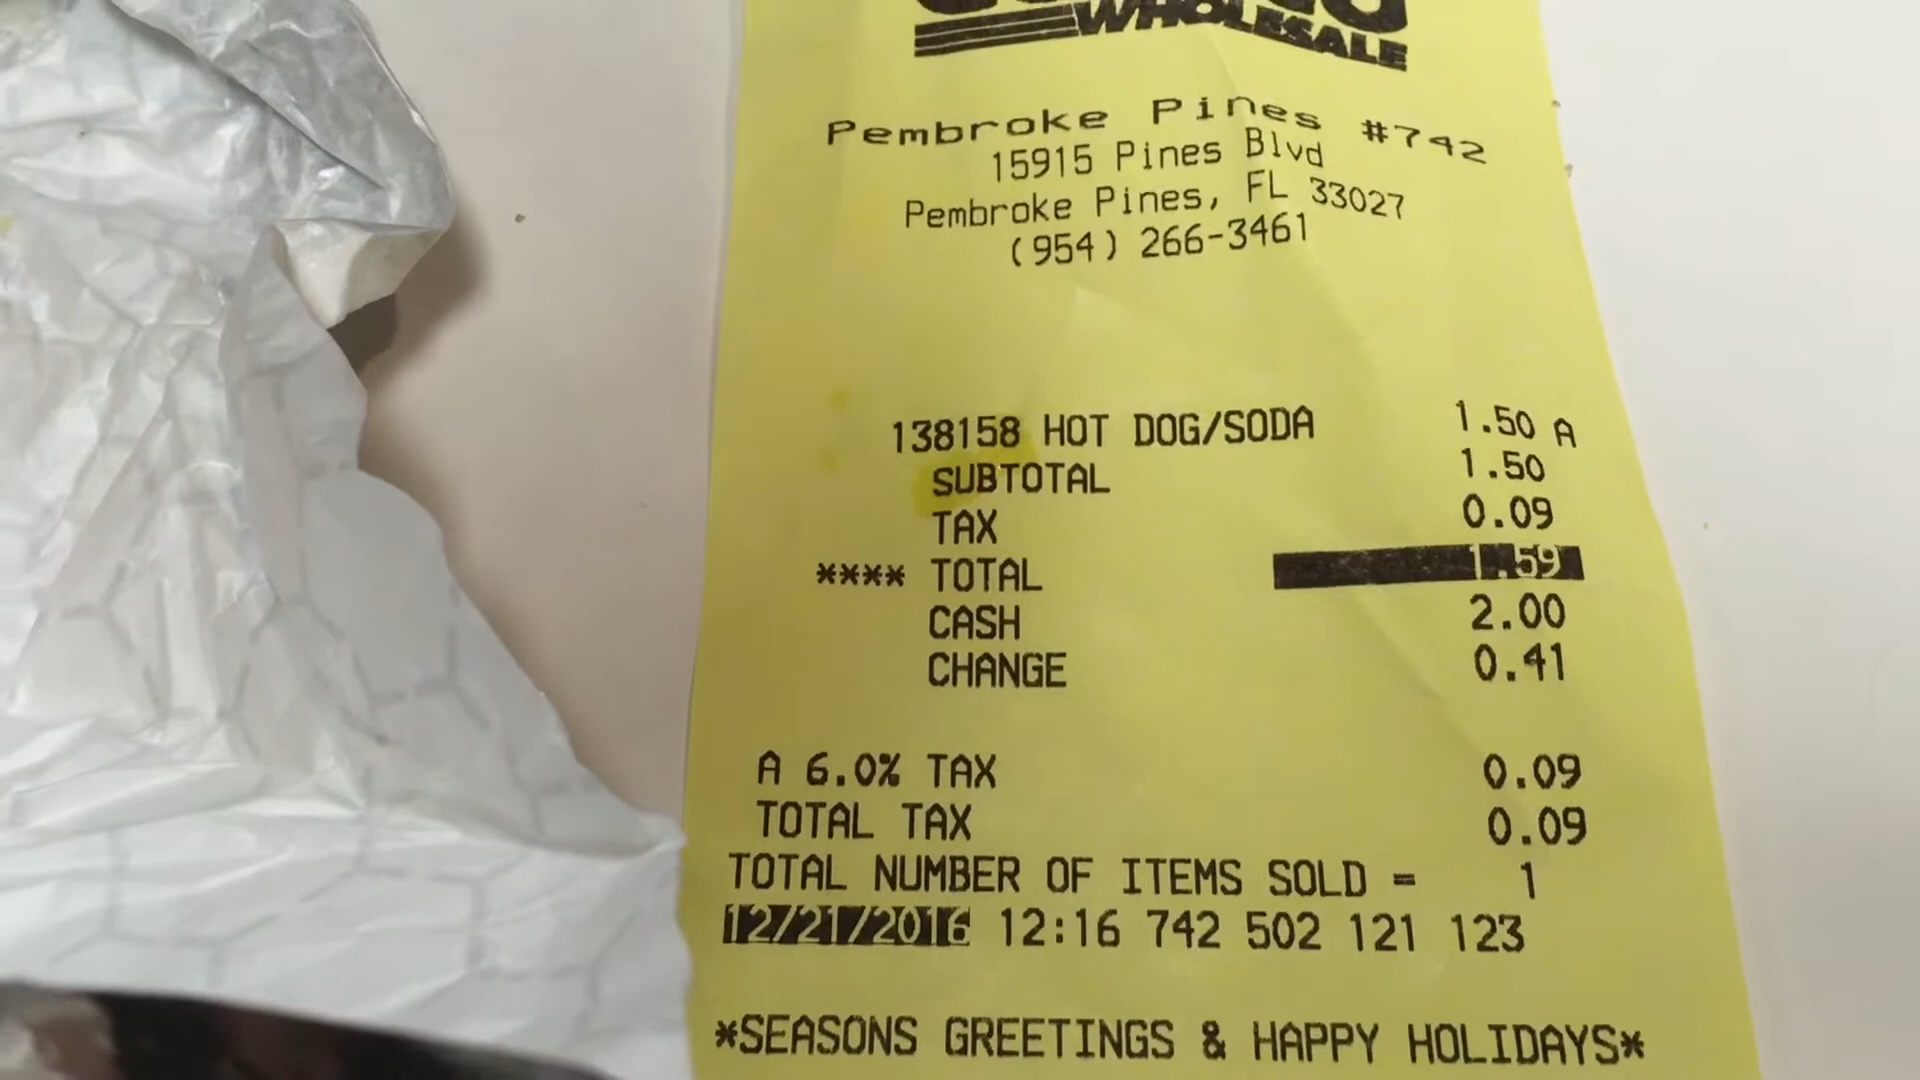 WHOLESALE
Pembroke Pines #742
15915 Pines Blvd
Pembroke Pines, FL 33027
(954) 266-3461
138158 HOT DOG/SODA 1.50 A
SUBTOTAL 1.50
TAX 0.09
**** TOTAL 1.59
CASH 2.00
CHANGE 0.41
A 6.0% TAX 0.09
TOTAL TAX 0.09
TOTAL NUMBER OF ITEMS SOLD = 1
12/21/2016 12:16 742 502 121 123
*SEASONS GREETINGS & HAPPY HOLIDAYS*